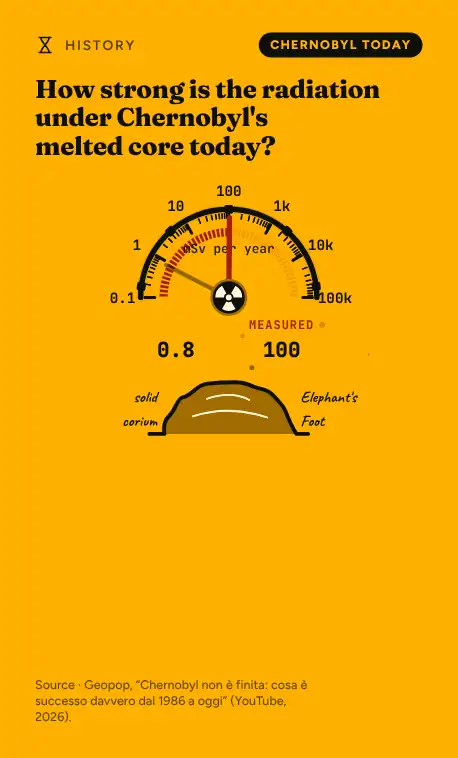 HISTORY
CHERNOBYL TODAY
How strong is the radiation
under Chernobyl's
melted core today?
100
10
1k
1
10k
mSv per year
0.1
100k
MEASURED
0.8
100
solid
corium
Elephant's
Foot
Source · Geopop, “Chernobyl non è finita: cosa è
successo davvero dal 1986 a oggi” (YouTube,
2026).